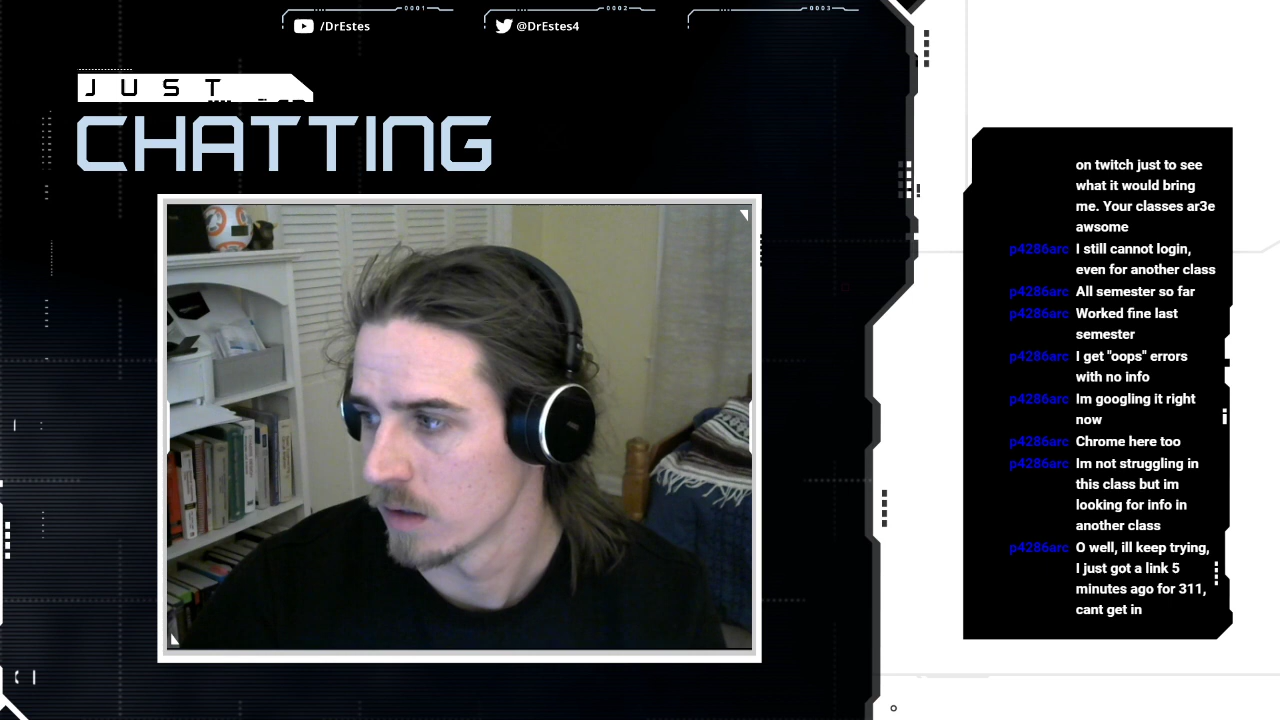 0001
0002
0003
/DrEstes
@DrEstes4
JUST
CHATTING
on twitch just to see
what it would bring
me. Your classes ar3e
awsome
p4286arc I still cannot login,
even for another class
p4286arc All semester so far
p4286arc Worked fine last
semester
p4286arc I get "oops" errors
with no info
p4286arc Im googling it right
now
p4286arc Chrome here too
p4286arc Im not struggling in
this class but im
looking for info in
another class
p4286arc O well, ill keep trying,
I just got a link 5
minutes ago for 311,
cant get in